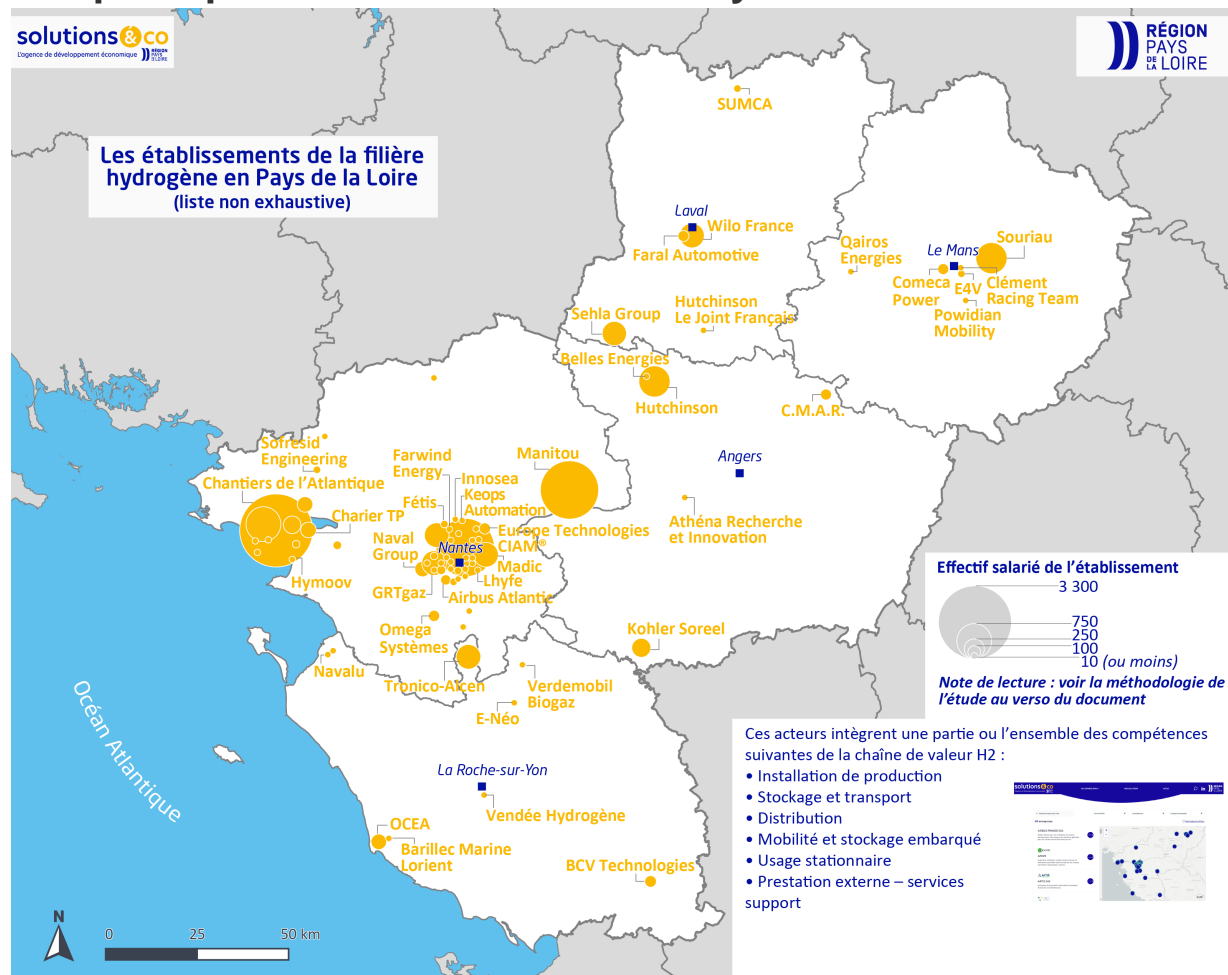 solutions&co
L'agence de développement économique
RÉGION
PAYS
DE LA LOIRE
RÉGION
PAYS
DE LA LOIRE
Les établissements de la filière
hydrogène en Pays de la Loire
(liste non exhaustive)
SUMCA
Laval
Wilo France
Faral Automotive
Qairos
Energies
Le Mans
Souriau
Comeca
Power
E4V
Clément
Racing Team
Powidian
Mobility
Hutchinson
Le Joint Français
Sehla Group
Belles Energies
Hutchinson
C.M.A.R.
Angers
Athéna Recherche
et Innovation
Sofresid
Engineering
Chantiers de l'Atlantique
Charier TP
Hymoov
Farwind
Energy
Manitou
Innosea
Keops
Automation
Fétis
Europe Technologies
CIAM®
Naval
Group
Nantes
Madic
Lhyfe
GRTgaz
Airbus Atlantic
Omega
Systèmes
Kohler Soreel
Navalu
Tronico-Alcen
Verdemobil
Biogaz
E-Néo
La Roche-sur-Yon
Vendée Hydrogène
OCEA
Barillec Marine
Lorient
BCV Technologies
Océan Atlantique
Effectif salarié de l'établissement
3 300
750
250
100
10 (ou moins)
Note de lecture : voir la méthodologie de
l'étude au verso du document
Ces acteurs intègrent une partie ou l'ensemble des compétences
suivantes de la chaîne de valeur H2 :
• Installation de production
• Stockage et transport
• Distribution
• Mobilité et stockage embarqué
• Usage stationnaire
• Prestation externe – services
support
solutions&co
N
0 25 50 km